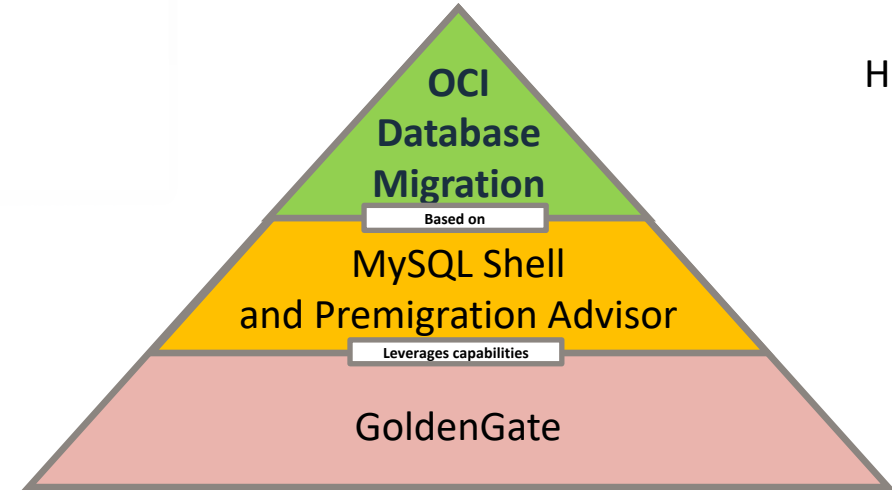 OCI
Database
Migration
H
Based on
MySQL Shell
and Premigration Advisor
Leverages capabilities
GoldenGate